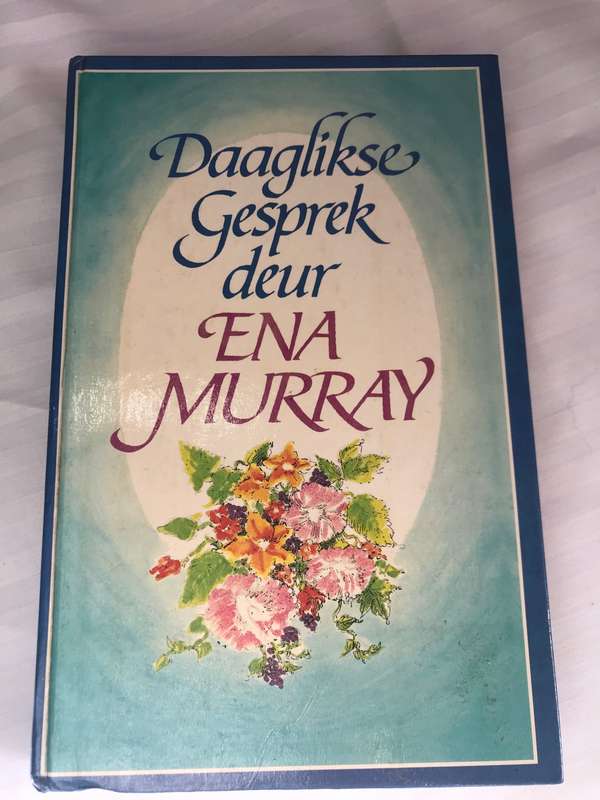 Daaglikse
Gesprek
deur
ENA
MURRAY